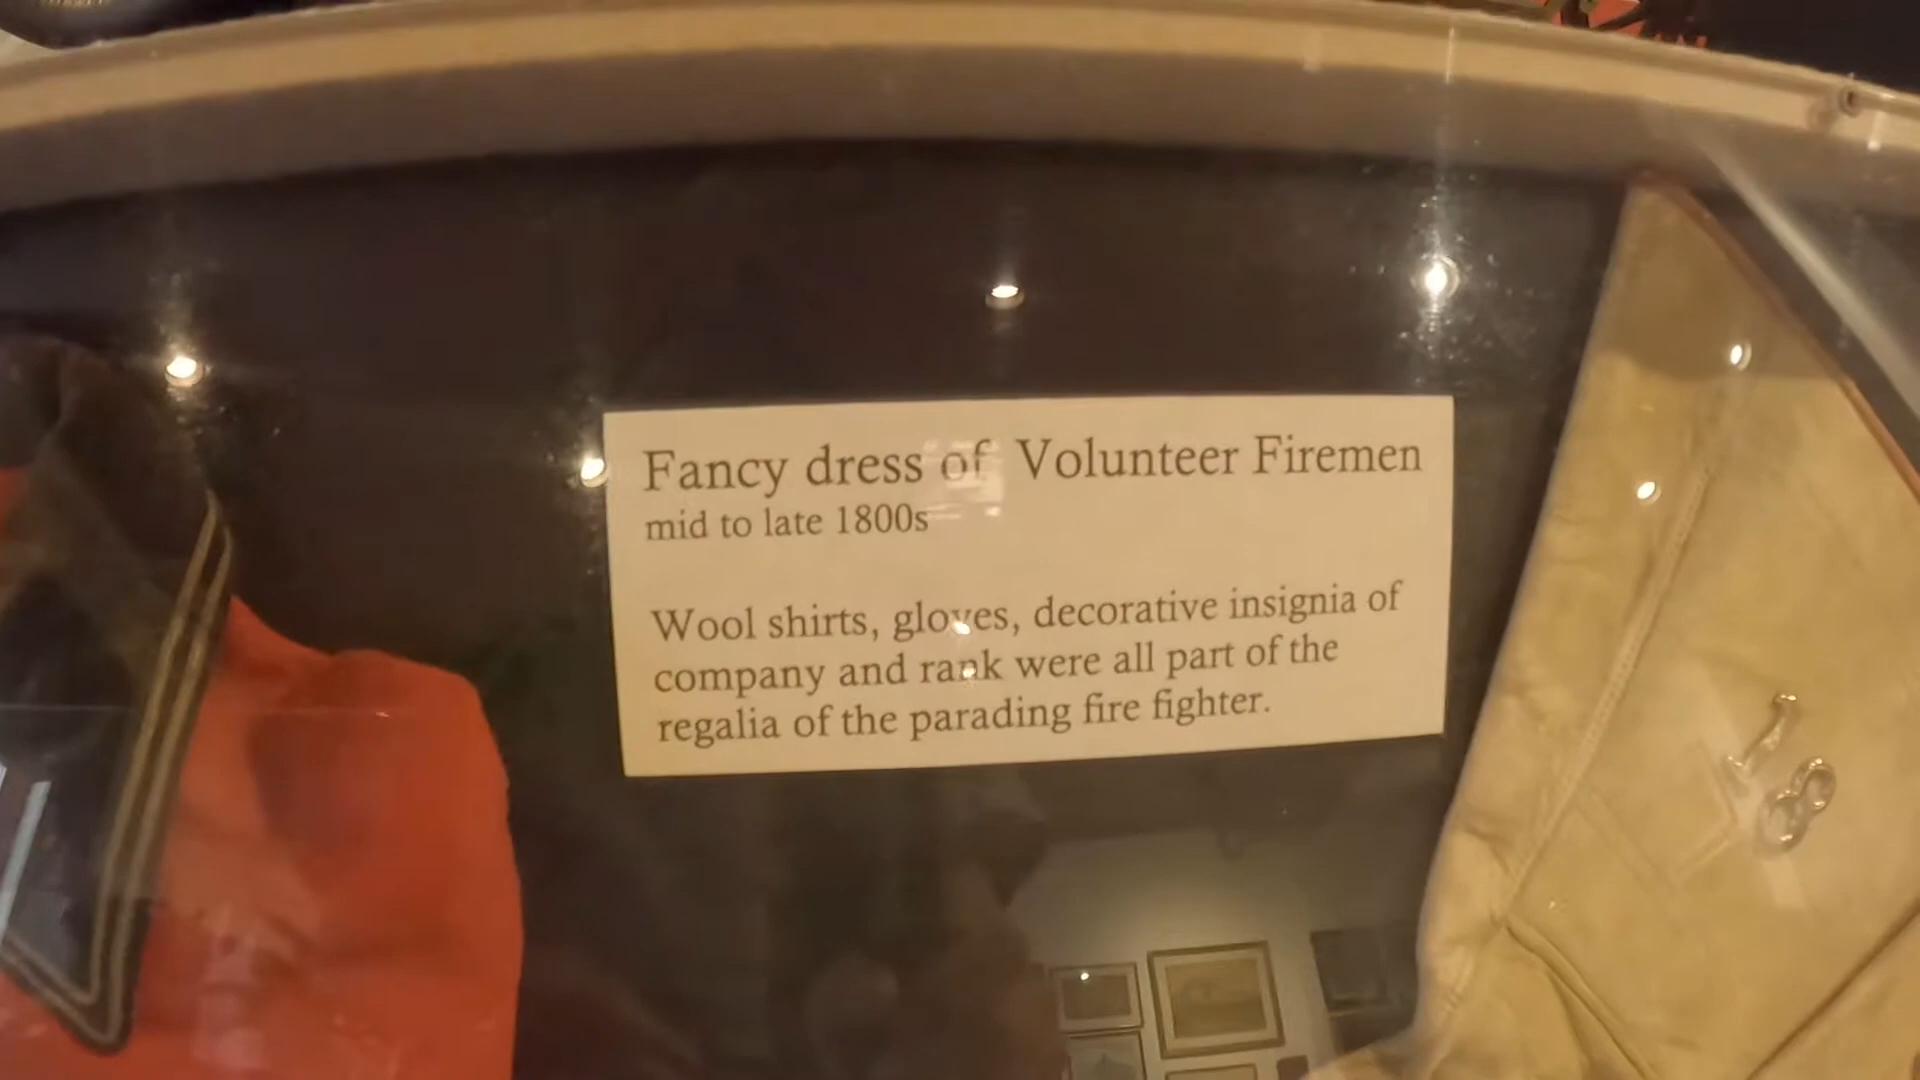 Fancy dress of Volunteer Firemen
mid to late 1800s
Wool shirts, gloves, decorative insignia of
company and rank were all part of the
regalia of the parading fire fighter.
18